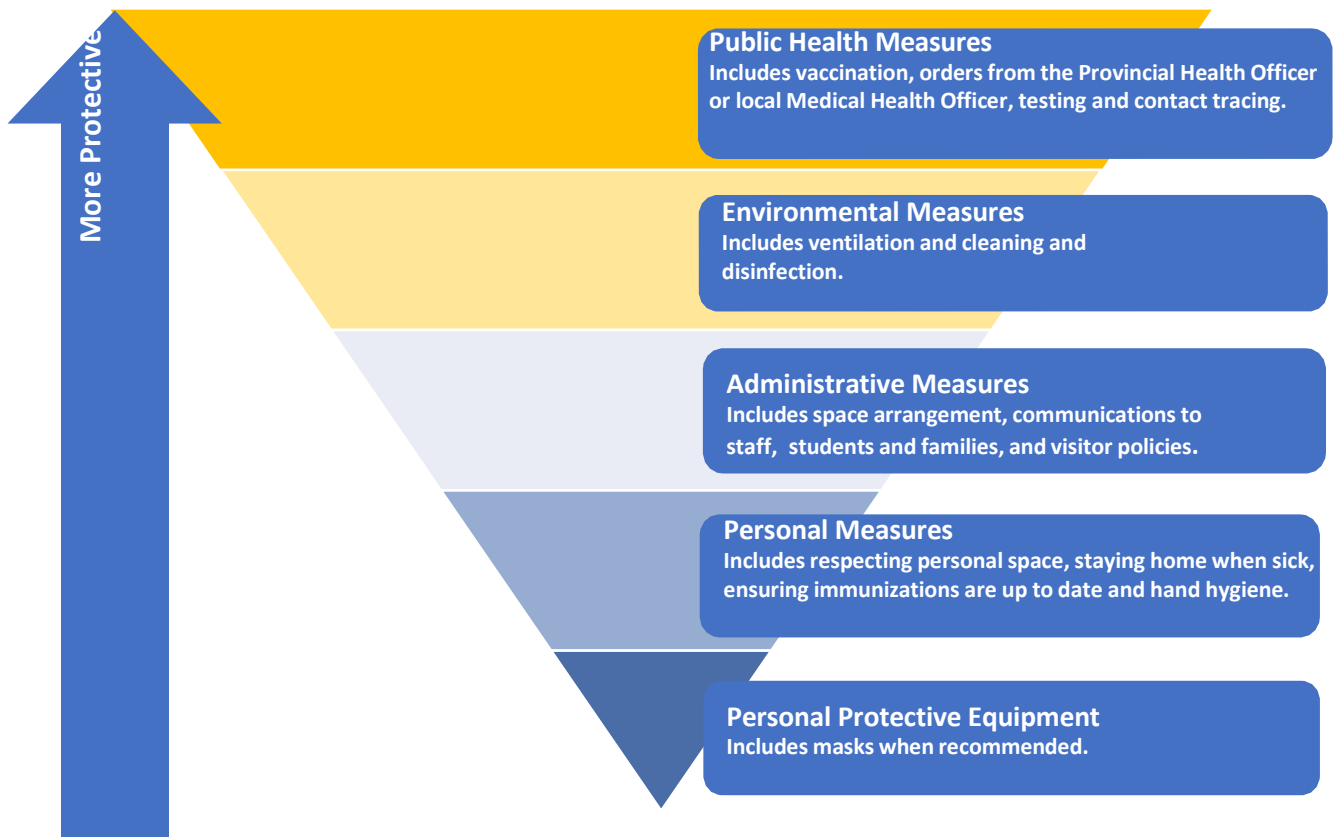 More Protective
Public Health Measures
Includes vaccination, orders from the Provincial Health Officer
or local Medical Health Officer, testing and contact tracing.
Environmental Measures
Includes ventilation and cleaning and
disinfection.
Administrative Measures
Includes space arrangement, communications to
staff, students and families, and visitor policies.
Personal Measures
Includes respecting personal space, staying home when sick,
ensuring immunizations are up to date and hand hygiene.
Personal Protective Equipment
Includes masks when recommended.